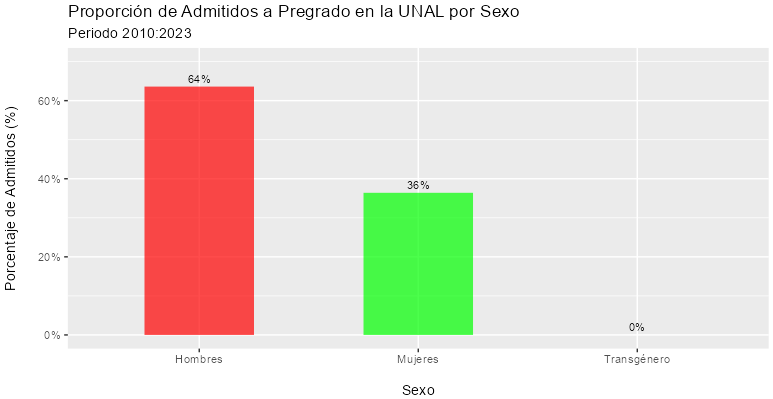 Proporción de Admitidos a Pregrado en la UNAL por Sexo
Periodo 2010:2023
Porcentaje de Admitidos (%)
60%
40%
20%
0%
64%
36%
0%
Hombres
Mujeres
Transgénero
Sexo